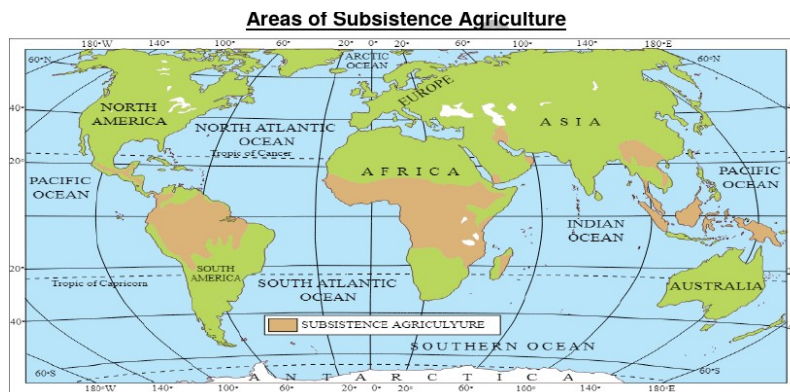 Areas of Subsistence Agriculture
180°W 140° 100° 60° 20° 0° 20° 60° 100° 140° 180°E
ARCTIC
OCEAN
60°N
60°N
EUROPE
NORTH
AMERICA
40°
40°
ASIA
NORTH ATLANTIC
OCEAN
Tropic of Cancer
20°
20°
AFRICA
PACIFIC
OCEAN
PACIFIC
OCEAN
INDIAN
OCEAN
SOUTH
AMERICA
20°
Tropic of Capricorn
SOUTH ATLANTIC
OCEAN
AUSTRALIA
40°
SUBSISTENCE AGRICULYURE
SOUTHERN OCEAN
60°S
60°S
ANTARCTICA
180°W 140° 100° 60° 20° 0° 20° 60° 100° 140° 180°E